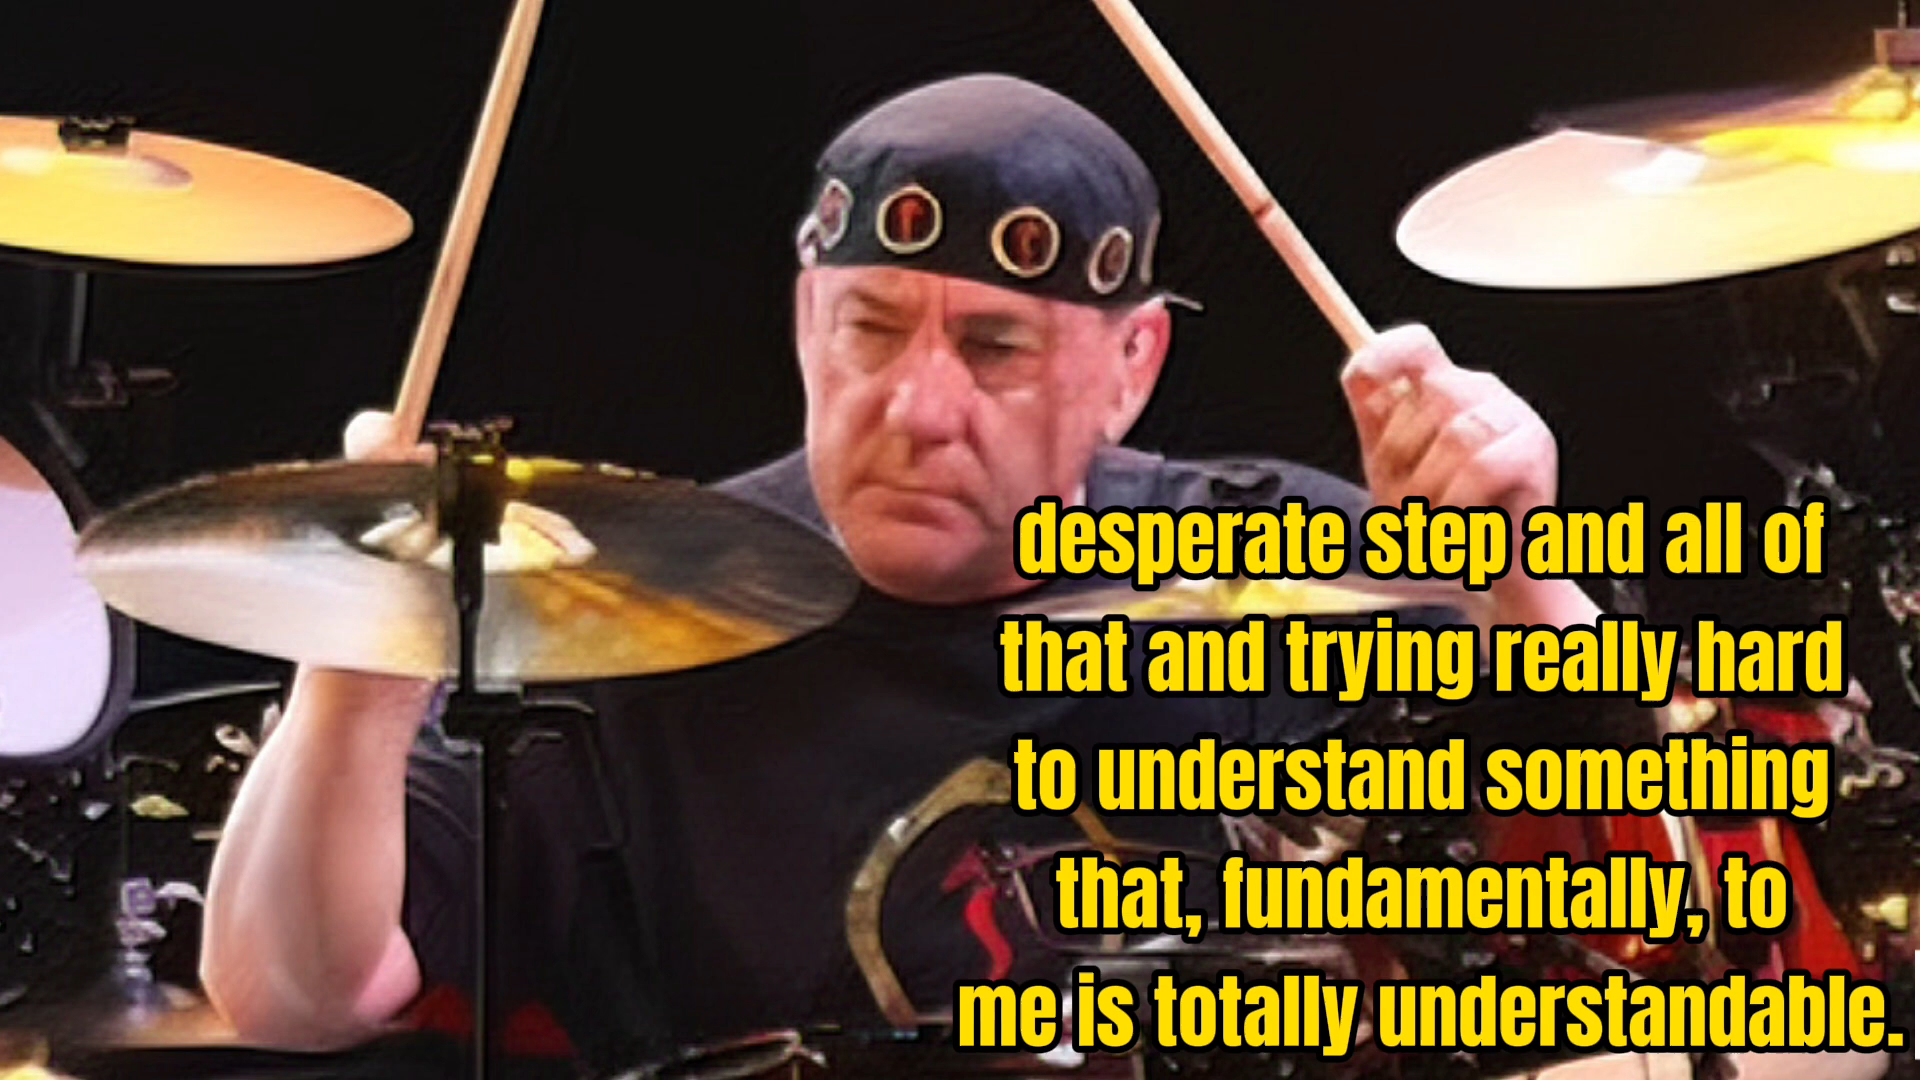 desperate step and all of
that and trying really hard
to understand something
that, fundamentally, to
me is totally understandable.